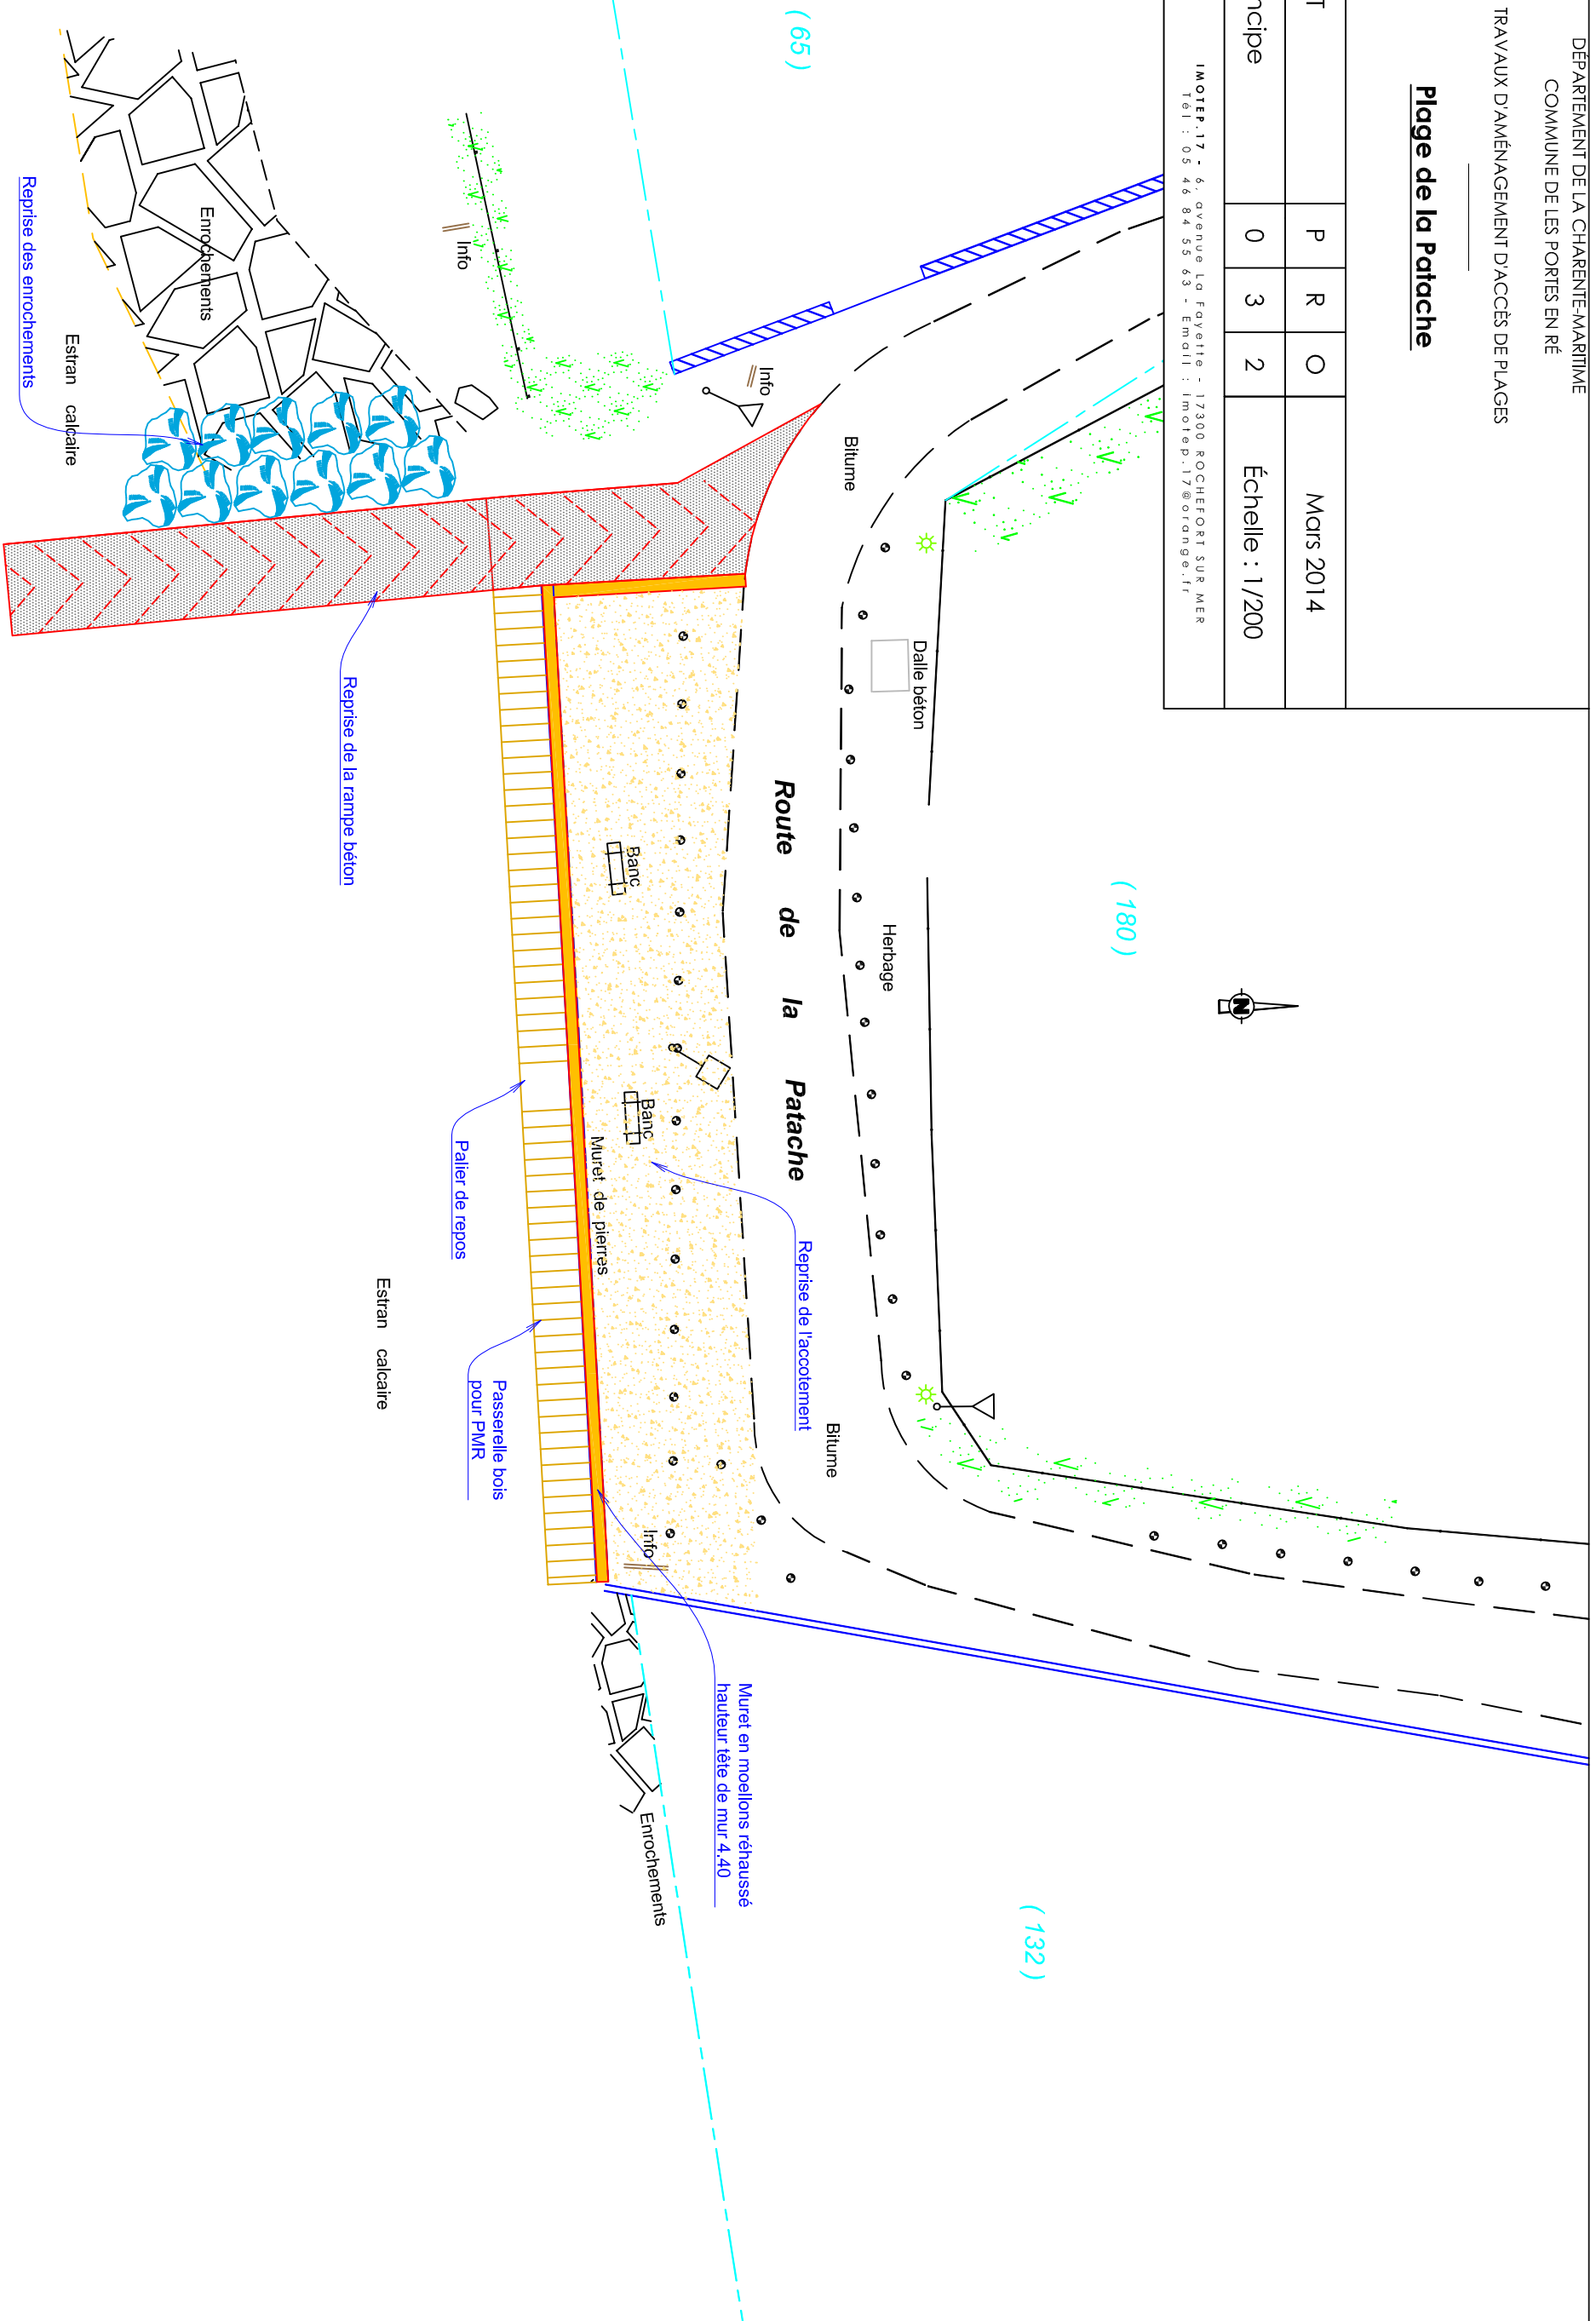 DÉPARTEMENT DE LA CHARENTE-MARITIME
COMMUNE DE LES PORTES EN RÉ
TRAVAUX D'AMÉNAGEMENT D'ACCÈS DE PLAGES
Plage de la Patache
T
P R O
Mars 2014
ncipe
0 3 2
Échelle : 1/200
IMOTEP.17 - 6, avenue La Fayette - 17300 ROCHEFORT SUR MER
Tél : 05 46 84 55 63 - Email : imotep.17@orange.fr
( 65 )
( 180 )
( 132 )
N
Info
Info
Bitume
Dalle béton
Herbage
Route de la Patache
Banc
Banc
Reprise de l'accotement
Bitume
Muret de pierres
Info
Muret en moellons réhaussé
hauteur tête de mur 4.40
Enrochements
Passerelle bois
pour PMR
Palier de repos
Reprise de la rampe béton
Estran calcaire
Enrochements
Estran calcaire
Reprise des enrochements